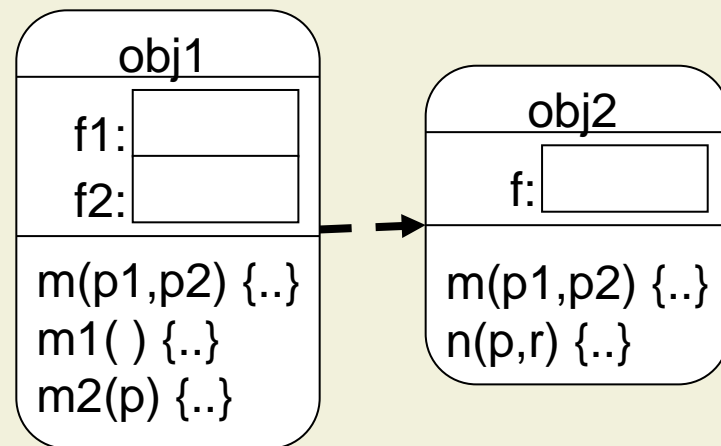 obj1
f1:
f2:
m(p1,p2) {..}
m1( ) {..}
m2(p) {..}
obj2
f:
m(p1,p2) {..}
n(p,r) {..}